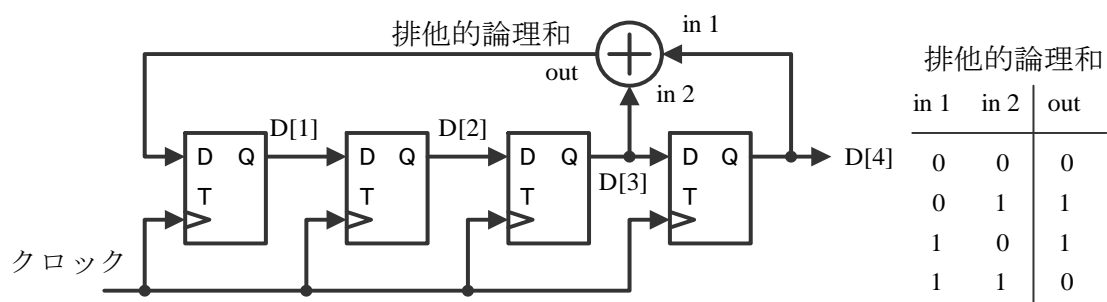 排他的論理和
in 1
out
in 2
D[1]
D[2]
D[3]
D[4]
D Q
T
D Q
T
D Q
T
D Q
T
クロック
排他的論理和
in 1 in 2 out
0 0 0
0 1 1
1 0 1
1 1 0